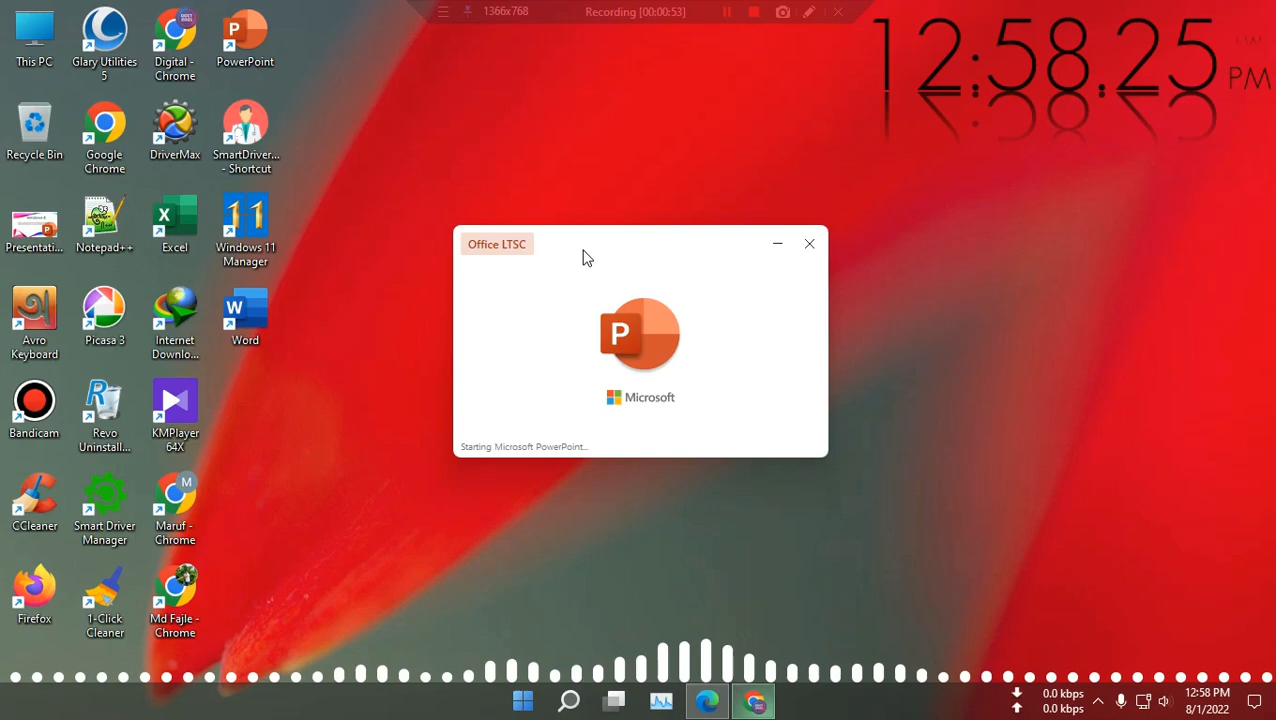 1366x768
Recording [00:00:53]
12:58.25
PM
This PC
Glary Utilities
5
Digital -
Chrome
PowerPoint
P
Recycle Bin
Google
Chrome
DriverMax
SmartDriver...
- Shortcut
Presentati...
Notepad++
X
Excel
11
Windows 11
Manager
Avro
Keyboard
Picasa 3
Internet
Downlo...
W
Word
Bandicam
Revo
Uninstall...
KMPlayer
64X
CCleaner
Smart Driver
Manager
M
Maruf -
Chrome
Firefox
1-Click
Cleaner
Md Fajle -
Chrome
Office LTSC
P
Microsoft
Starting Microsoft PowerPoint...
0.0 kbps
0.0 kbps
12:58 PM
8/1/2022